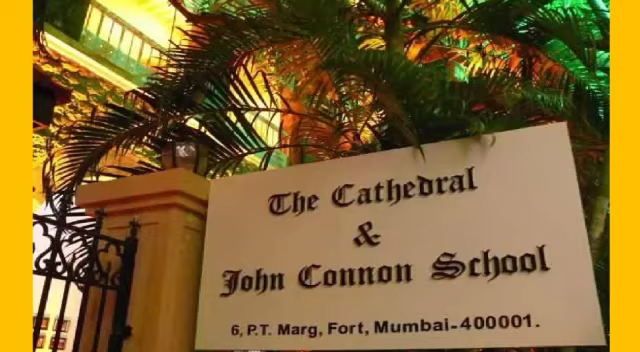 The Cathedral
&
John Connon School
6, P.T. Marg, Fort, Mumbai-400001.